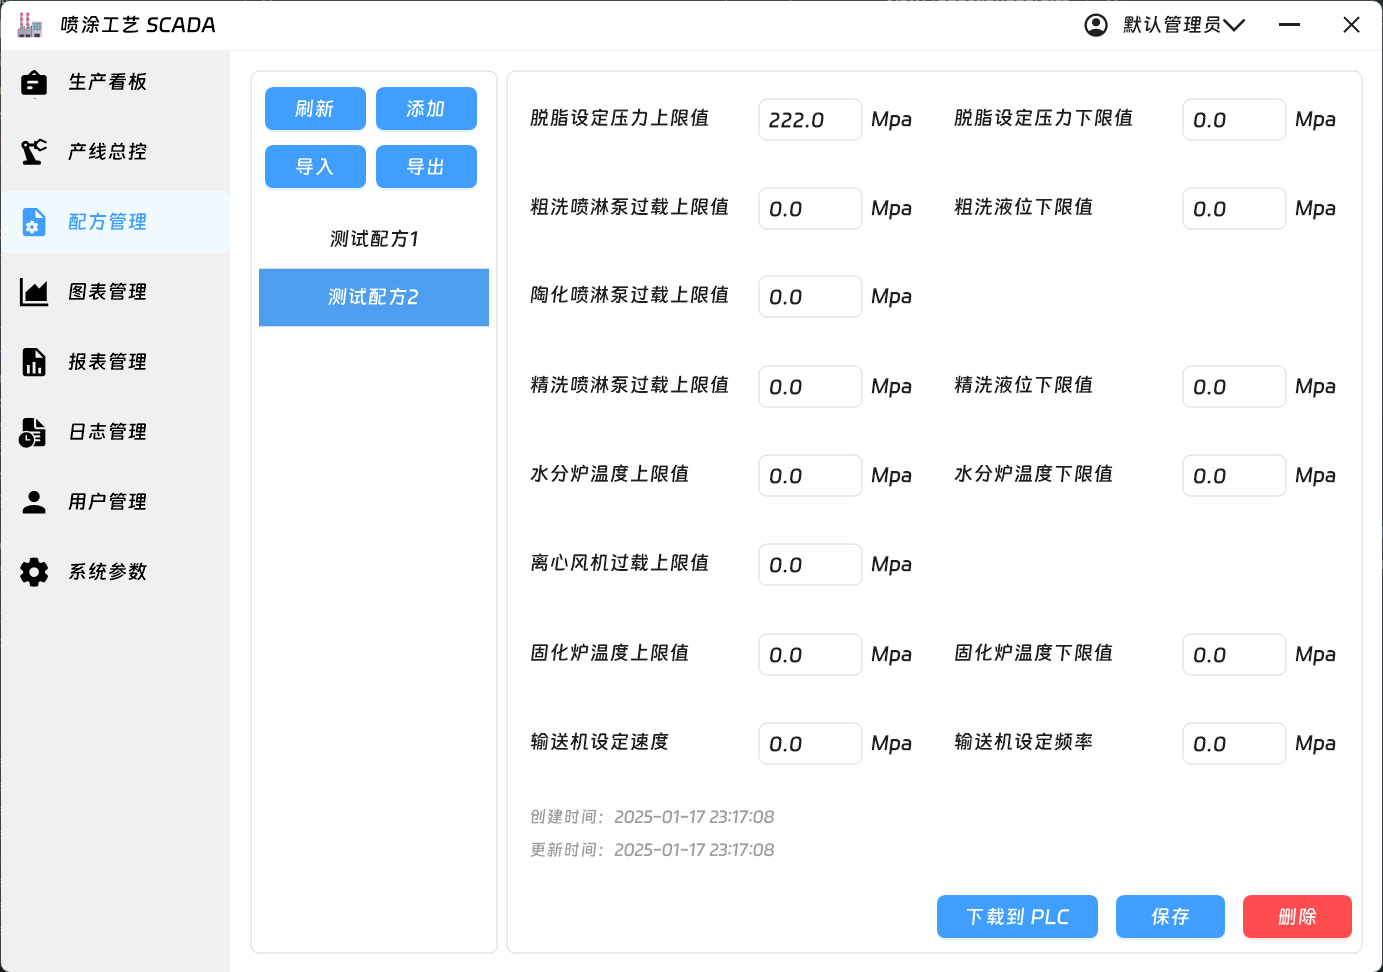 喷涂工艺 SCADA
默认管理员
生产看板
产线总控
配方管理
图表管理
报表管理
日志管理
用户管理
系统参数
刷新 添加
导入 导出
测试配方1
测试配方2
脱脂设定压力上限值 222.0 Mpa 脱脂设定压力下限值 0.0 Mpa
粗洗喷淋泵过载上限值 0.0 Mpa 粗洗液位下限值 0.0 Mpa
陶化喷淋泵过载上限值 0.0 Mpa
精洗喷淋泵过载上限值 0.0 Mpa 精洗液位下限值 0.0 Mpa
水分炉温度上限值 0.0 Mpa 水分炉温度下限值 0.0 Mpa
离心风机过载上限值 0.0 Mpa
固化炉温度上限值 0.0 Mpa 固化炉温度下限值 0.0 Mpa
输送机设定速度 0.0 Mpa 输送机设定频率 0.0 Mpa
创建时间：2025-01-17 23:17:08
更新时间：2025-01-17 23:17:08
下载到 PLC 保存 删除